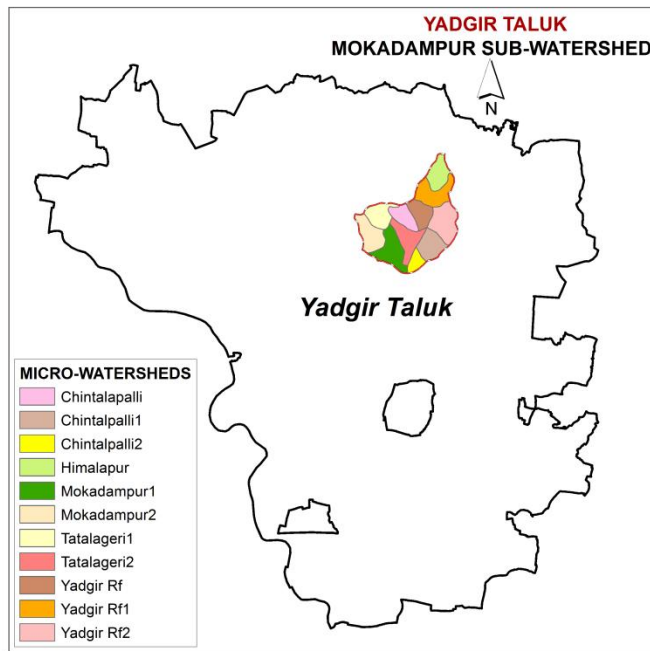 YADGIR TALUK
MOKADAMPUR SUB-WATERSHED
N
Yadgir Taluk
MICRO-WATERSHEDS
Chintalapalli
Chintalpalli1
Chintalpalli2
Himalapur
Mokadampur1
Mokadampur2
Tatalageri1
Tatalageri2
Yadgir Rf
Yadgir Rf1
Yadgir Rf2